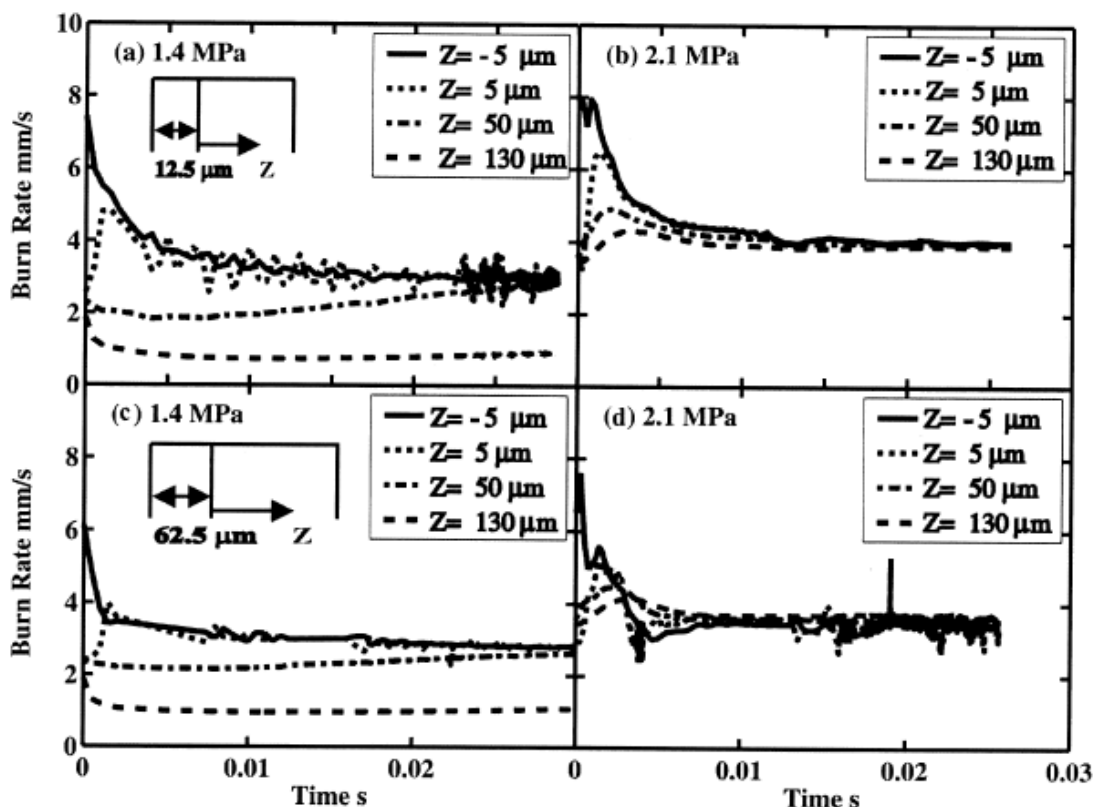 10
8
6
4
2
0
Burn Rate mm/s
(a) 1.4 MPa
12.5 μm
Z
Z= - 5 μm
Z= 5 μm
Z= 50 μm
Z= 130 μm
(b) 2.1 MPa
Z= -5 μm
Z= 5 μm
Z= 50 μm
Z= 130 μm
8
6
4
2
0
Burn Rate mm/s
(c) 1.4 MPa
62.5 μm
Z
Z= -5 μm
Z= 5 μm
Z= 50 μm
Z= 130 μm
(d) 2.1 MPa
Z= -5 μm
Z= 5 μm
Z= 50 μm
Z= 130 μm
0 0.01 0.02 0 0.01 0.02 0.03
Time s Time s